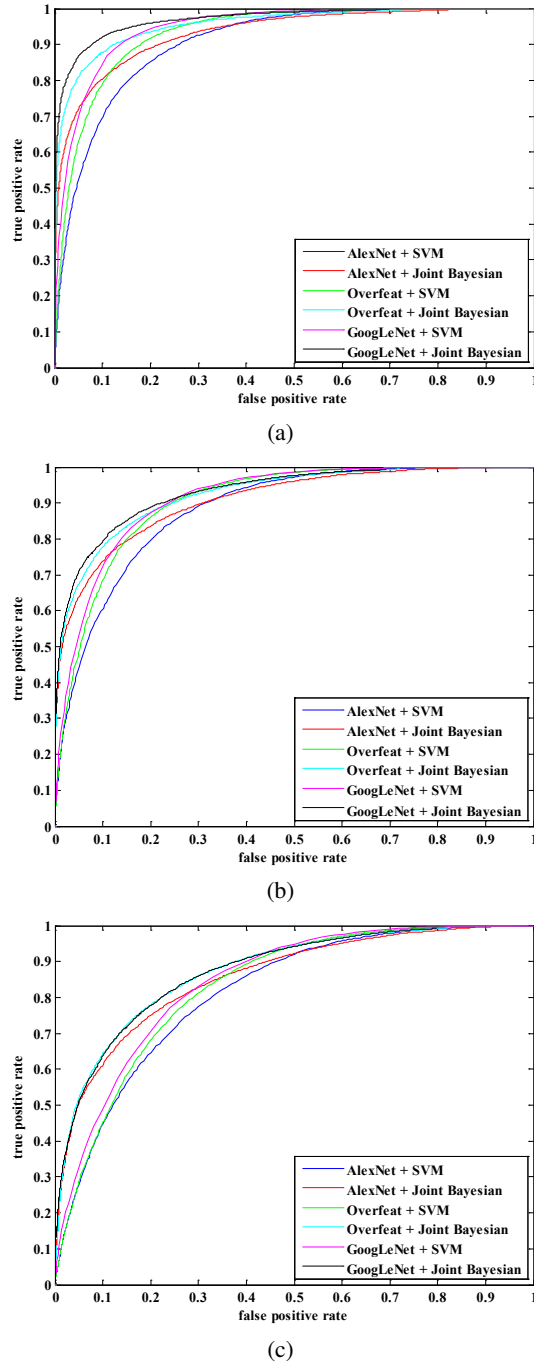 1
0.9
0.8
0.7
0.6
0.5
0.4
0.3
0.2
0.1
0
true positive rate
AlexNet + SVM
AlexNet + Joint Bayesian
Overfeat + SVM
Overfeat + Joint Bayesian
GoogLeNet + SVM
GoogLeNet + Joint Bayesian
0 0.1 0.2 0.3 0.4 0.5 0.6 0.7 0.8 0.9 1
false positive rate
(a)
1
0.9
0.8
0.7
0.6
0.5
0.4
0.3
0.2
0.1
0
true positive rate
AlexNet + SVM
AlexNet + Joint Bayesian
Overfeat + SVM
Overfeat + Joint Bayesian
GoogLeNet + SVM
GoogLeNet + Joint Bayesian
0 0.1 0.2 0.3 0.4 0.5 0.6 0.7 0.8 0.9 1
false positive rate
(b)
1
0.9
0.8
0.7
0.6
0.5
0.4
0.3
0.2
0.1
0
true positive rate
AlexNet + SVM
AlexNet + Joint Bayesian
Overfeat + SVM
Overfeat + Joint Bayesian
GoogLeNet + SVM
GoogLeNet + Joint Bayesian
0 0.1 0.2 0.3 0.4 0.5 0.6 0.7 0.8 0.9 1
false positive rate
(c)